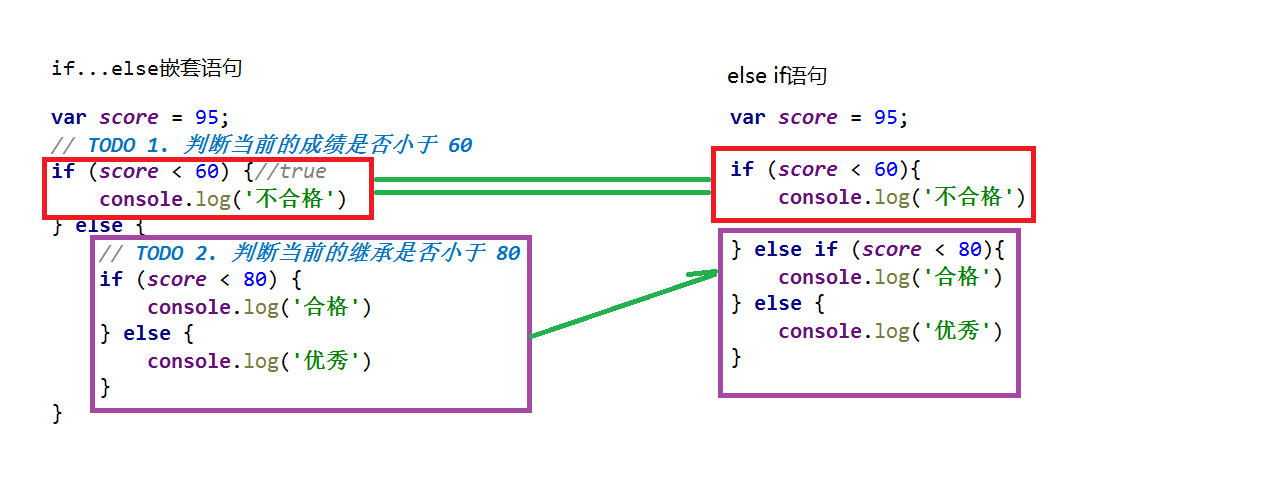 if...else嵌套语句
var score = 95;
// TODO 1. 判断当前的成绩是否小于 60
if (score < 60) {//true
console.log('不合格')
} else {
// TODO 2. 判断当前的继承是否小于 80
if (score < 80) {
console.log('合格')
} else {
console.log('优秀')
}
}
else if语句
var score = 95;
if (score < 60){
console.log('不合格')
} else if (score < 80){
console.log('合格')
} else {
console.log('优秀')
}